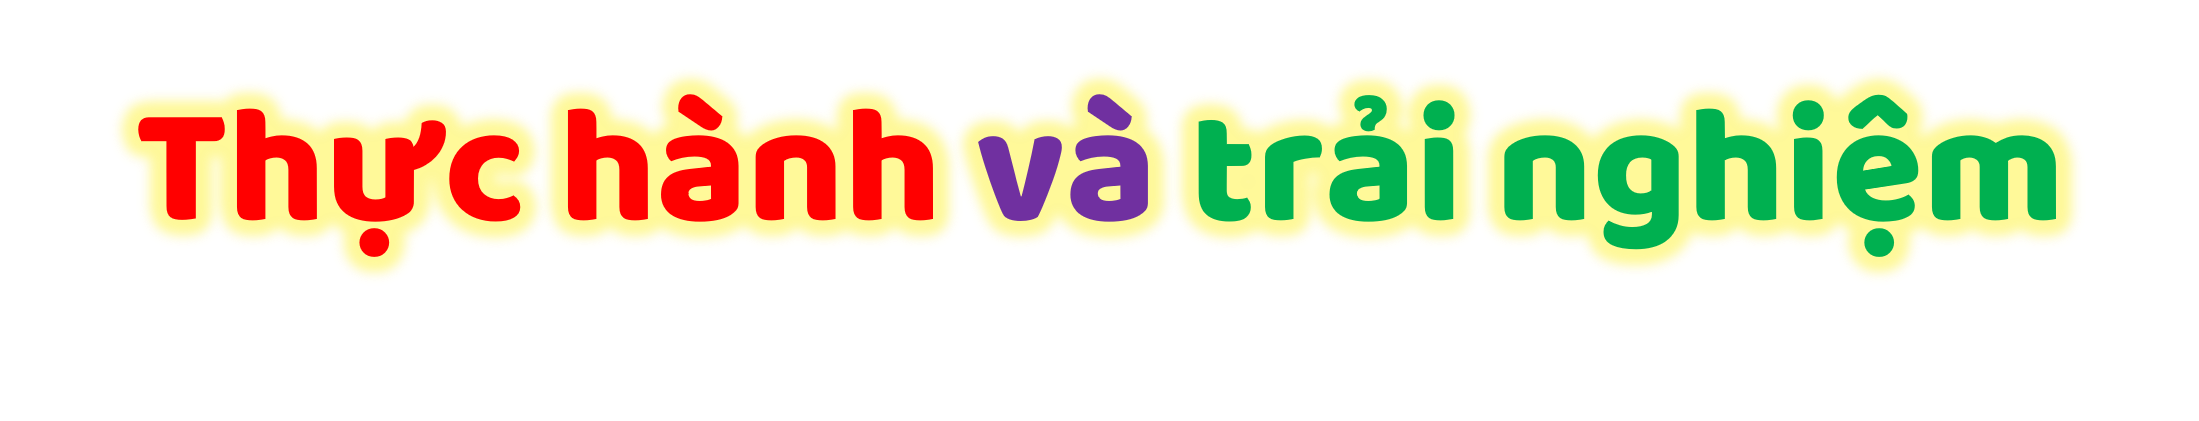 Thực hành và trải nghiệm